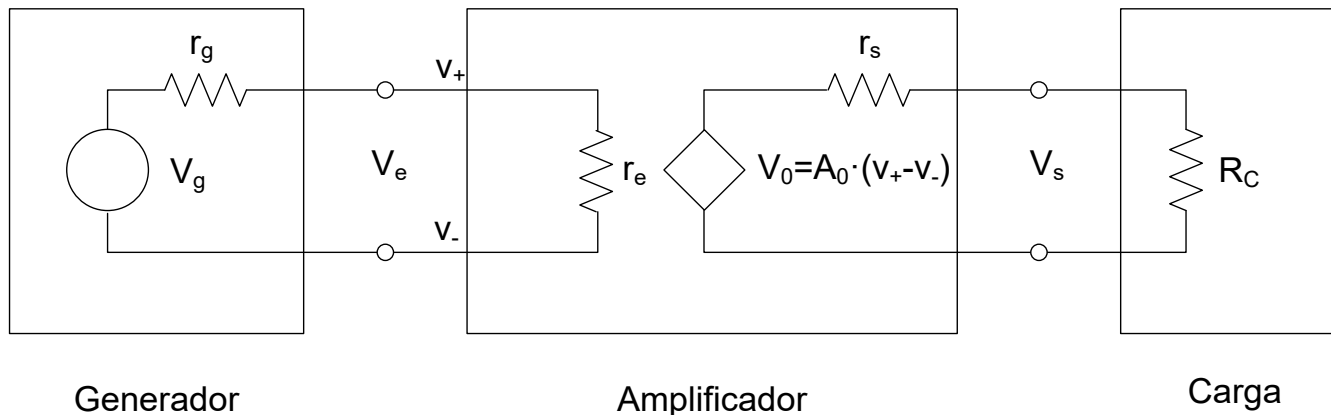 r_g
V_g
V_e
v_+
v_-
r_e
V_0=A_0·(v_+-v_-)
r_s
V_s
R_C
Generador
Amplificador
Carga